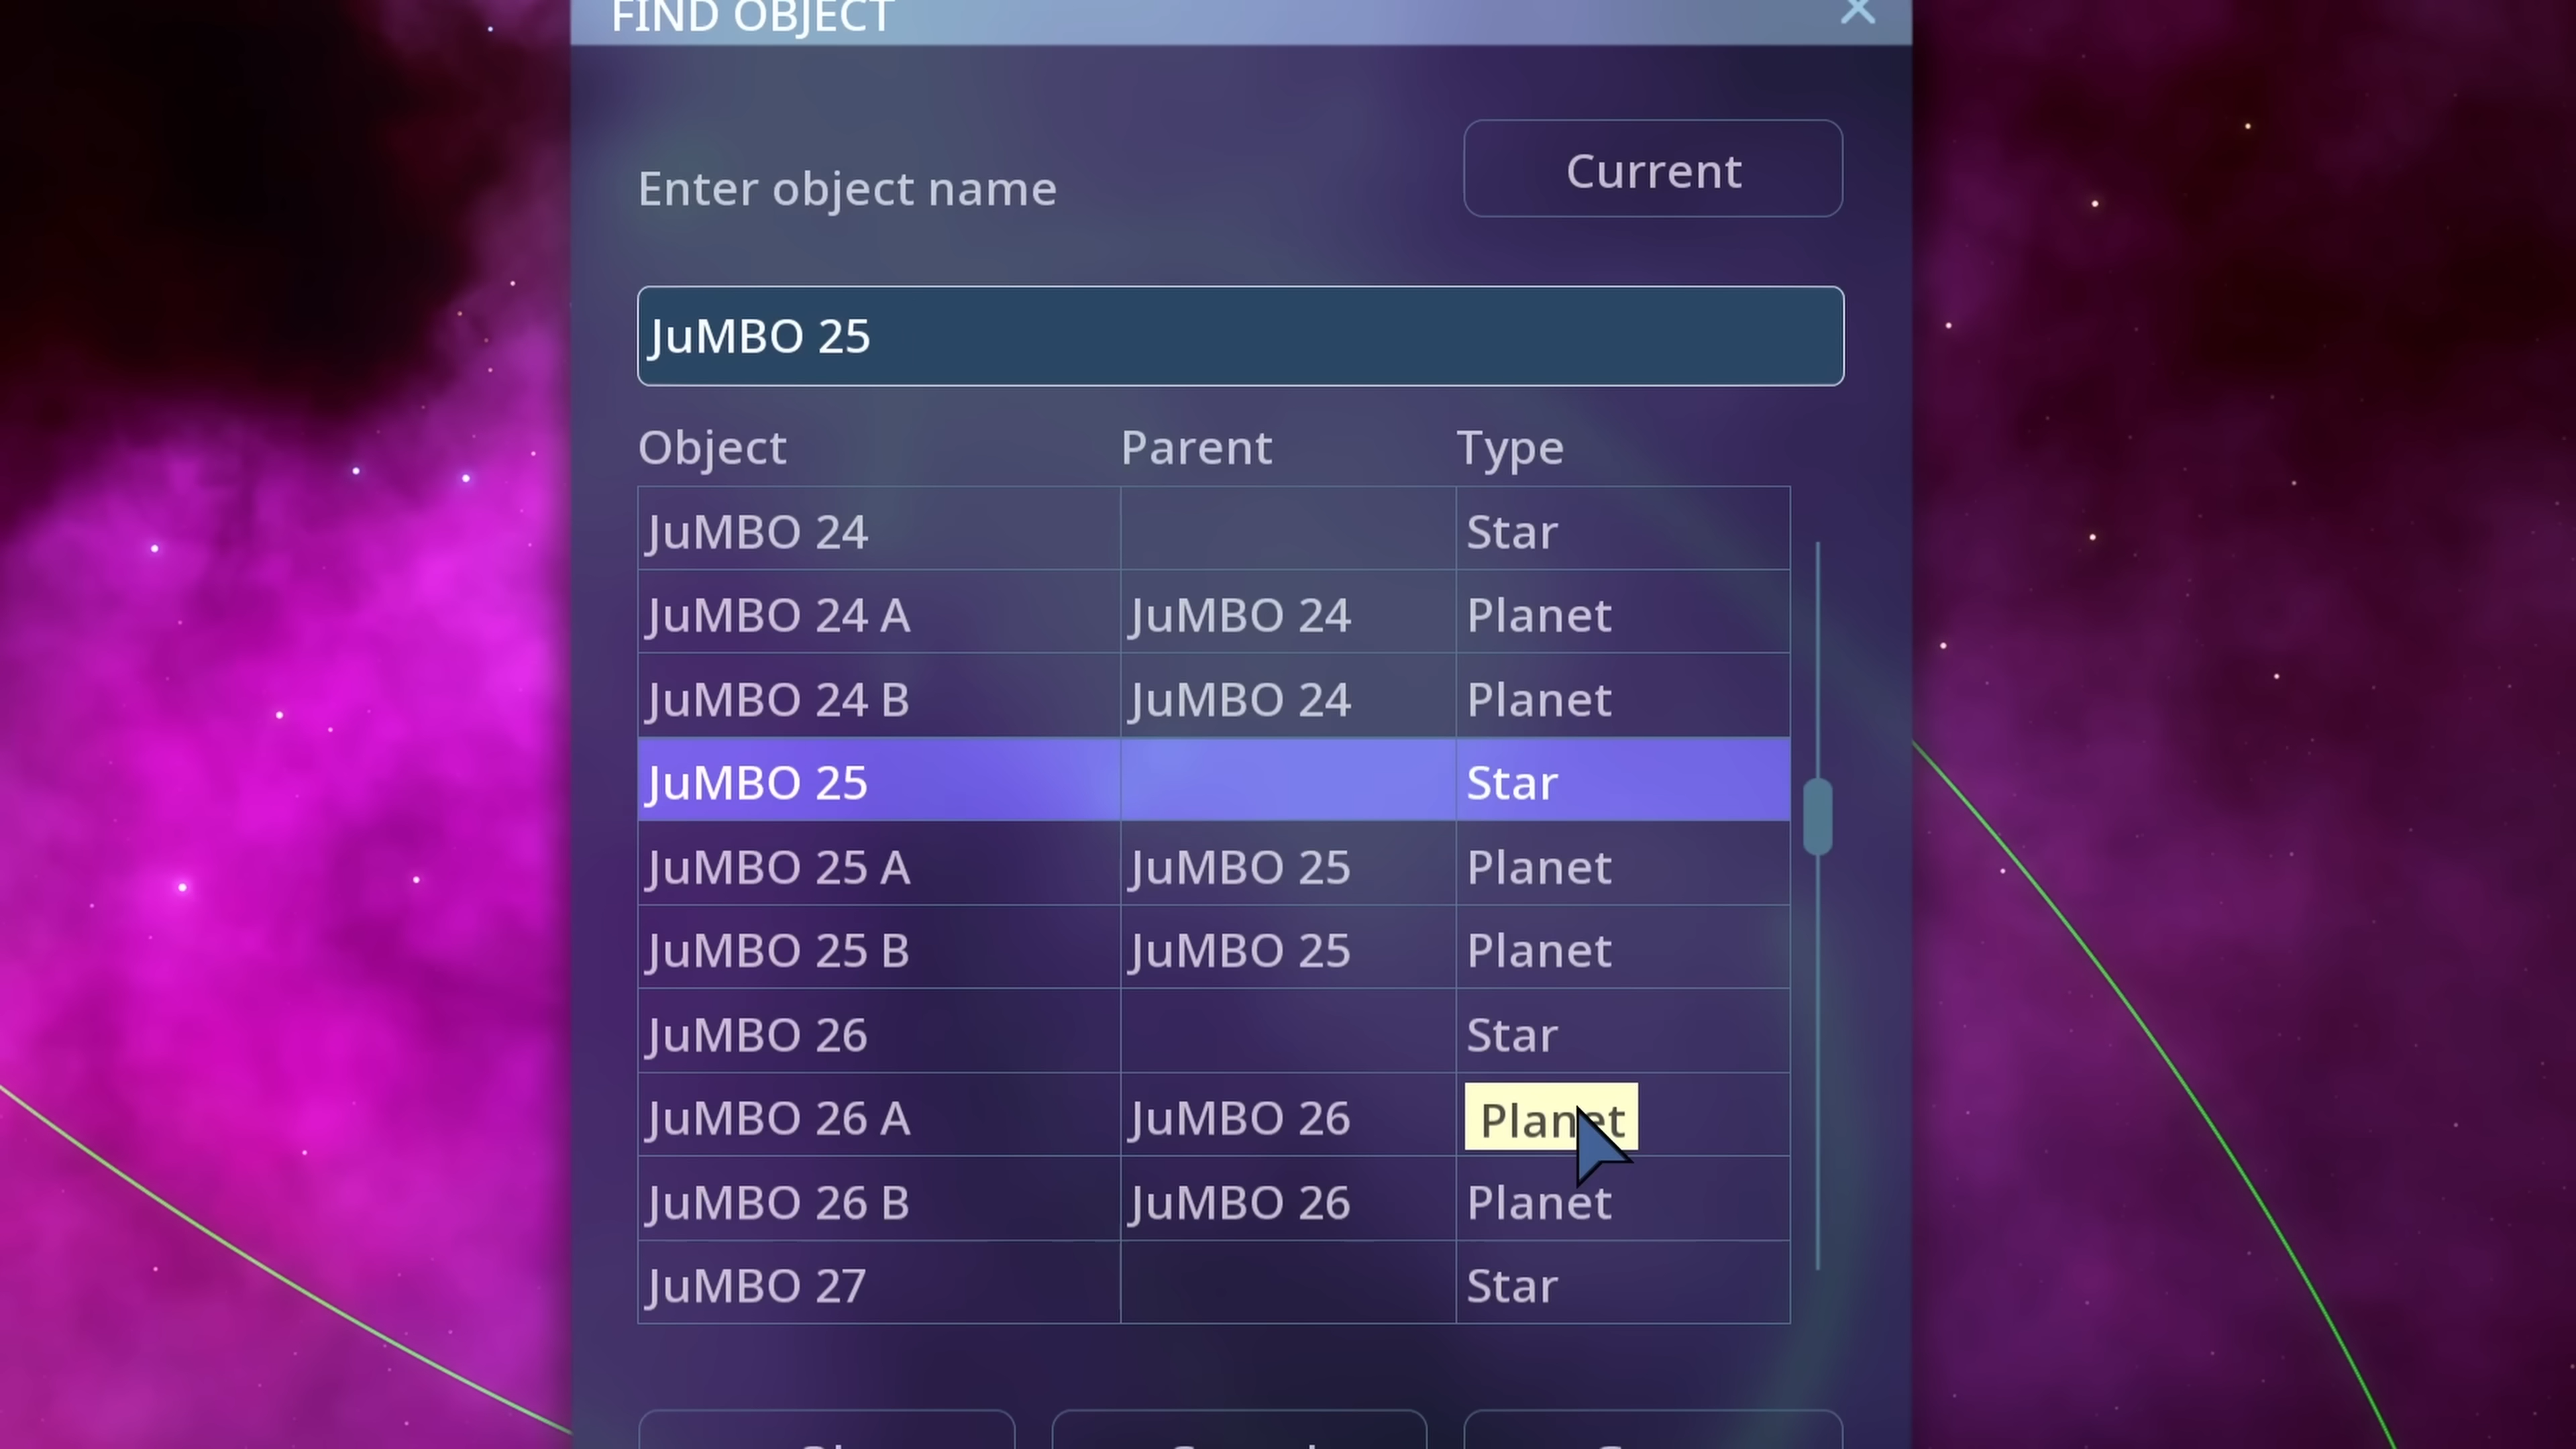 FIND OBJECT
Enter object name
Current
JuMBO 25
Object Parent Type
JuMBO 24 Star
JuMBO 24 A JuMBO 24 Planet
JuMBO 24 B JuMBO 24 Planet
JuMBO 25 Star
JuMBO 25 A JuMBO 25 Planet
JuMBO 25 B JuMBO 25 Planet
JuMBO 26 Star
JuMBO 26 A JuMBO 26 Planet
JuMBO 26 B JuMBO 26 Planet
JuMBO 27 Star